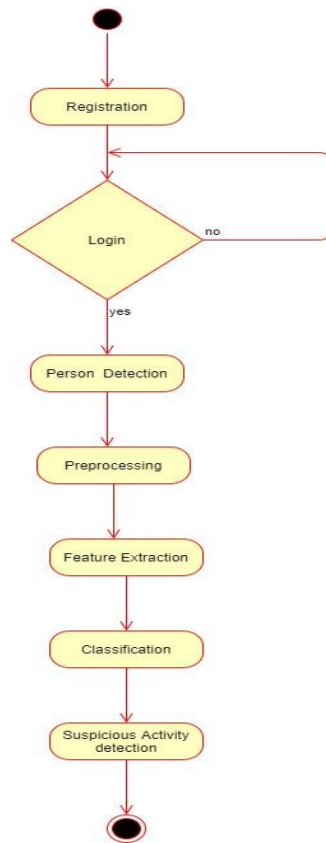 Registration
Login
no
yes
Person Detection
Preprocessing
Feature Extraction
Classification
Suspicious Activity
detection